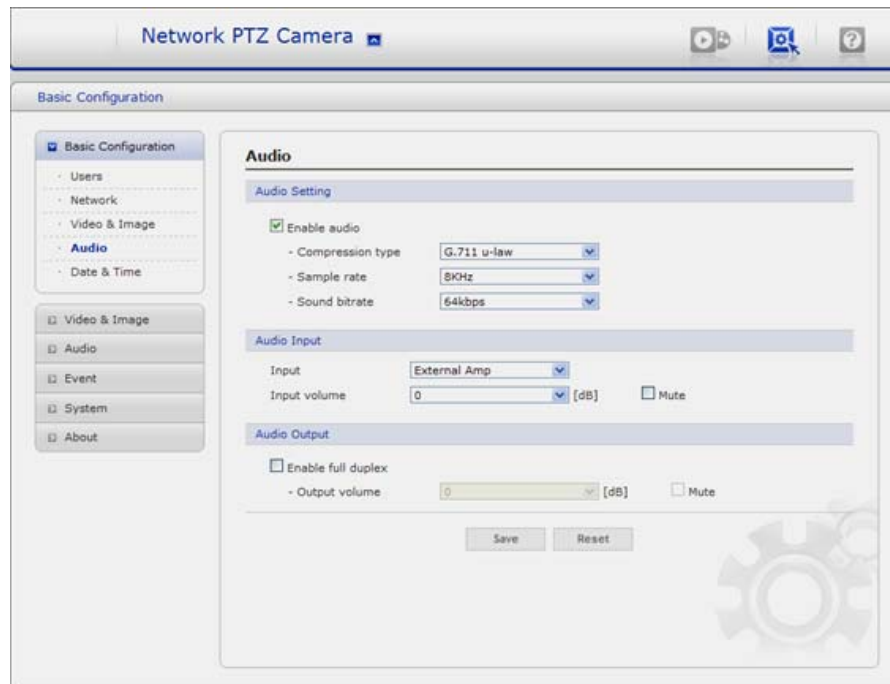 Network PTZ Camera
Basic Configuration
Basic Configuration
Users
Network
Video & Image
Audio
Date & Time
Video & Image
Audio
Event
System
About
Audio
Audio Setting
Enable audio
- Compression type G.711 u-law
- Sample rate 8KHz
- Sound bitrate 64kbps
Audio Input
Input External Amp
Input volume 0 [dB] Mute
Audio Output
Enable full duplex
- Output volume 0 [dB] Mute
Save Reset